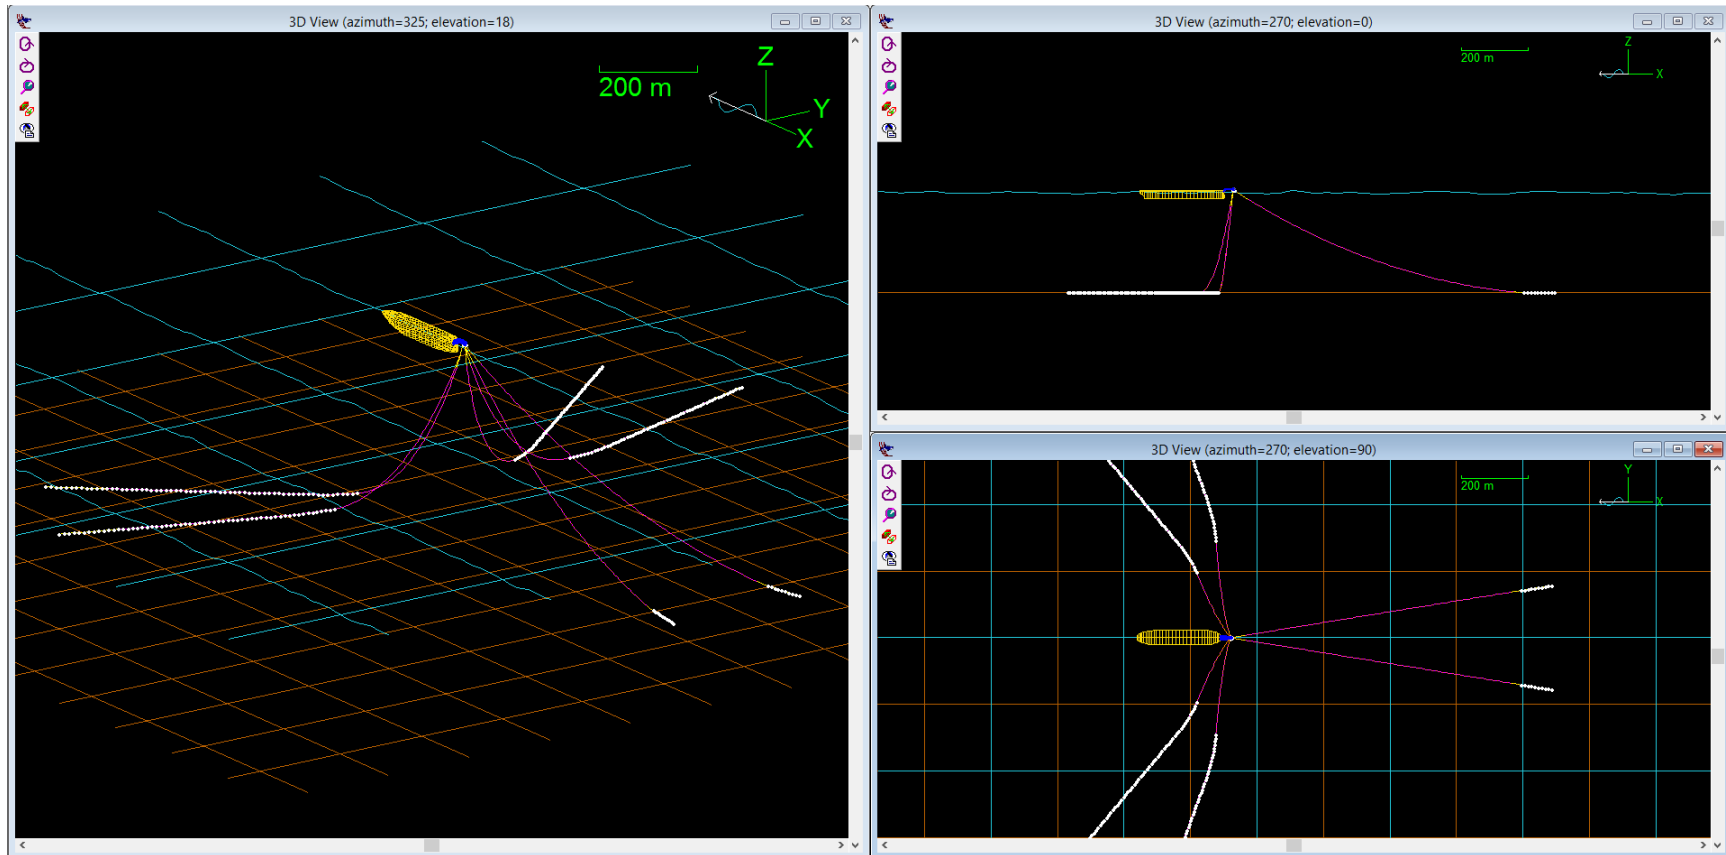 3D View (azimuth=325; elevation=18)
200 m
Z
Y
X
3D View (azimuth=270; elevation=0)
200 m
Z
X
3D View (azimuth=270; elevation=90)
200 m
Y
X